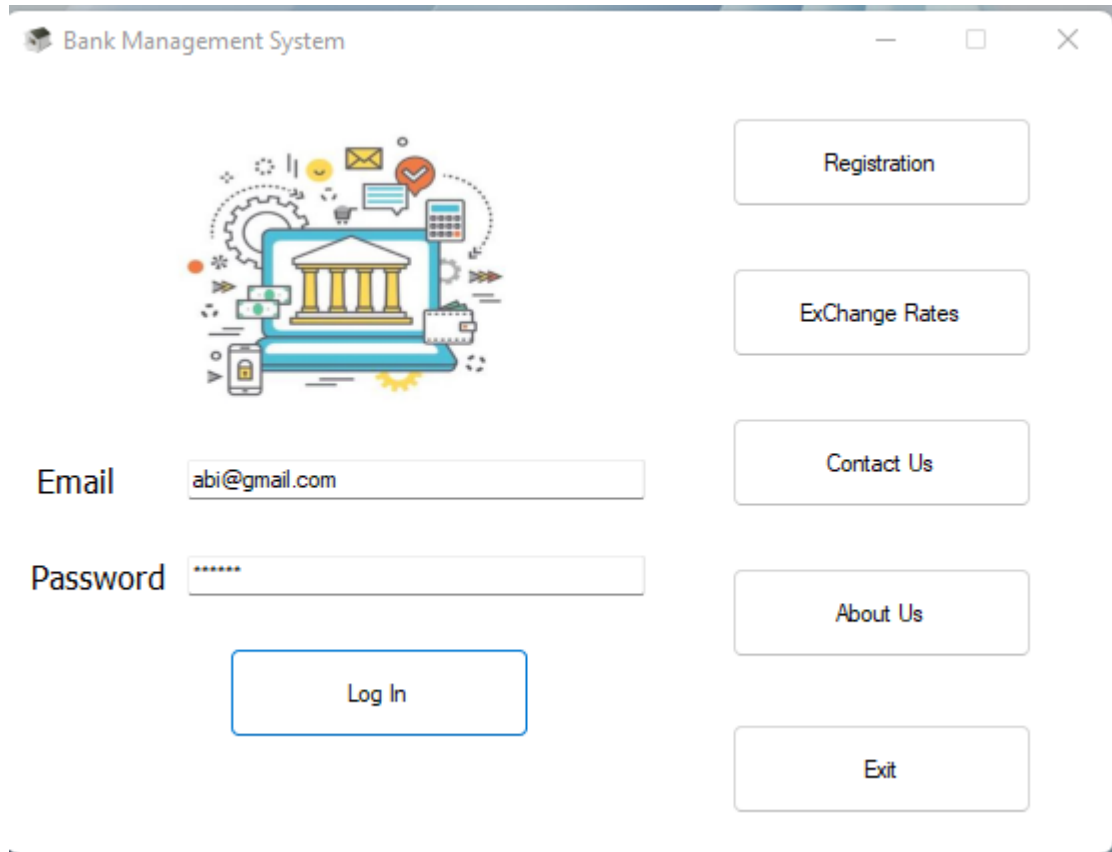 Bank Management System
Registration
ExChange Rates
Contact Us
Email abi@gmail.com
Password ******
About Us
Log In
Exit